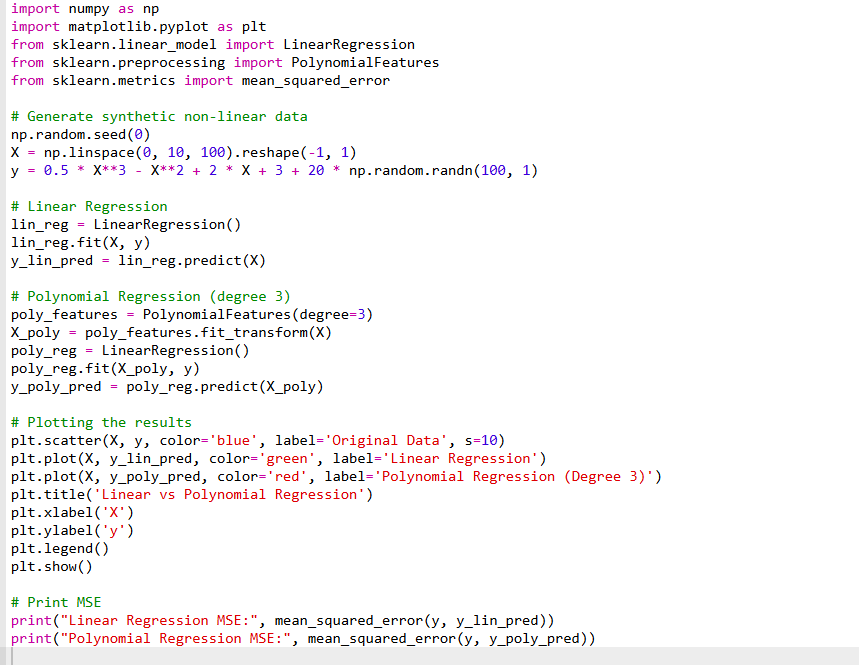 import numpy as np
import matplotlib.pyplot as plt
from sklearn.linear_model import LinearRegression
from sklearn.preprocessing import PolynomialFeatures
from sklearn.metrics import mean_squared_error

# Generate synthetic non-linear data
np.random.seed(0)
X = np.linspace(0, 10, 100).reshape(-1, 1)
y = 0.5 * X**3 - X**2 + 2 * X + 3 + 20 * np.random.randn(100, 1)

# Linear Regression
lin_reg = LinearRegression()
lin_reg.fit(X, y)
y_lin_pred = lin_reg.predict(X)

# Polynomial Regression (degree 3)
poly_features = PolynomialFeatures(degree=3)
X_poly = poly_features.fit_transform(X)
poly_reg = LinearRegression()
poly_reg.fit(X_poly, y)
y_poly_pred = poly_reg.predict(X_poly)

# Plotting the results
plt.scatter(X, y, color='blue', label='Original Data', s=10)
plt.plot(X, y_lin_pred, color='green', label='Linear Regression')
plt.plot(X, y_poly_pred, color='red', label='Polynomial Regression (Degree 3)')
plt.title('Linear vs Polynomial Regression')
plt.xlabel('X')
plt.ylabel('y')
plt.legend()
plt.show()

# Print MSE
print("Linear Regression MSE:", mean_squared_error(y, y_lin_pred))
print("Polynomial Regression MSE:", mean_squared_error(y, y_poly_pred))